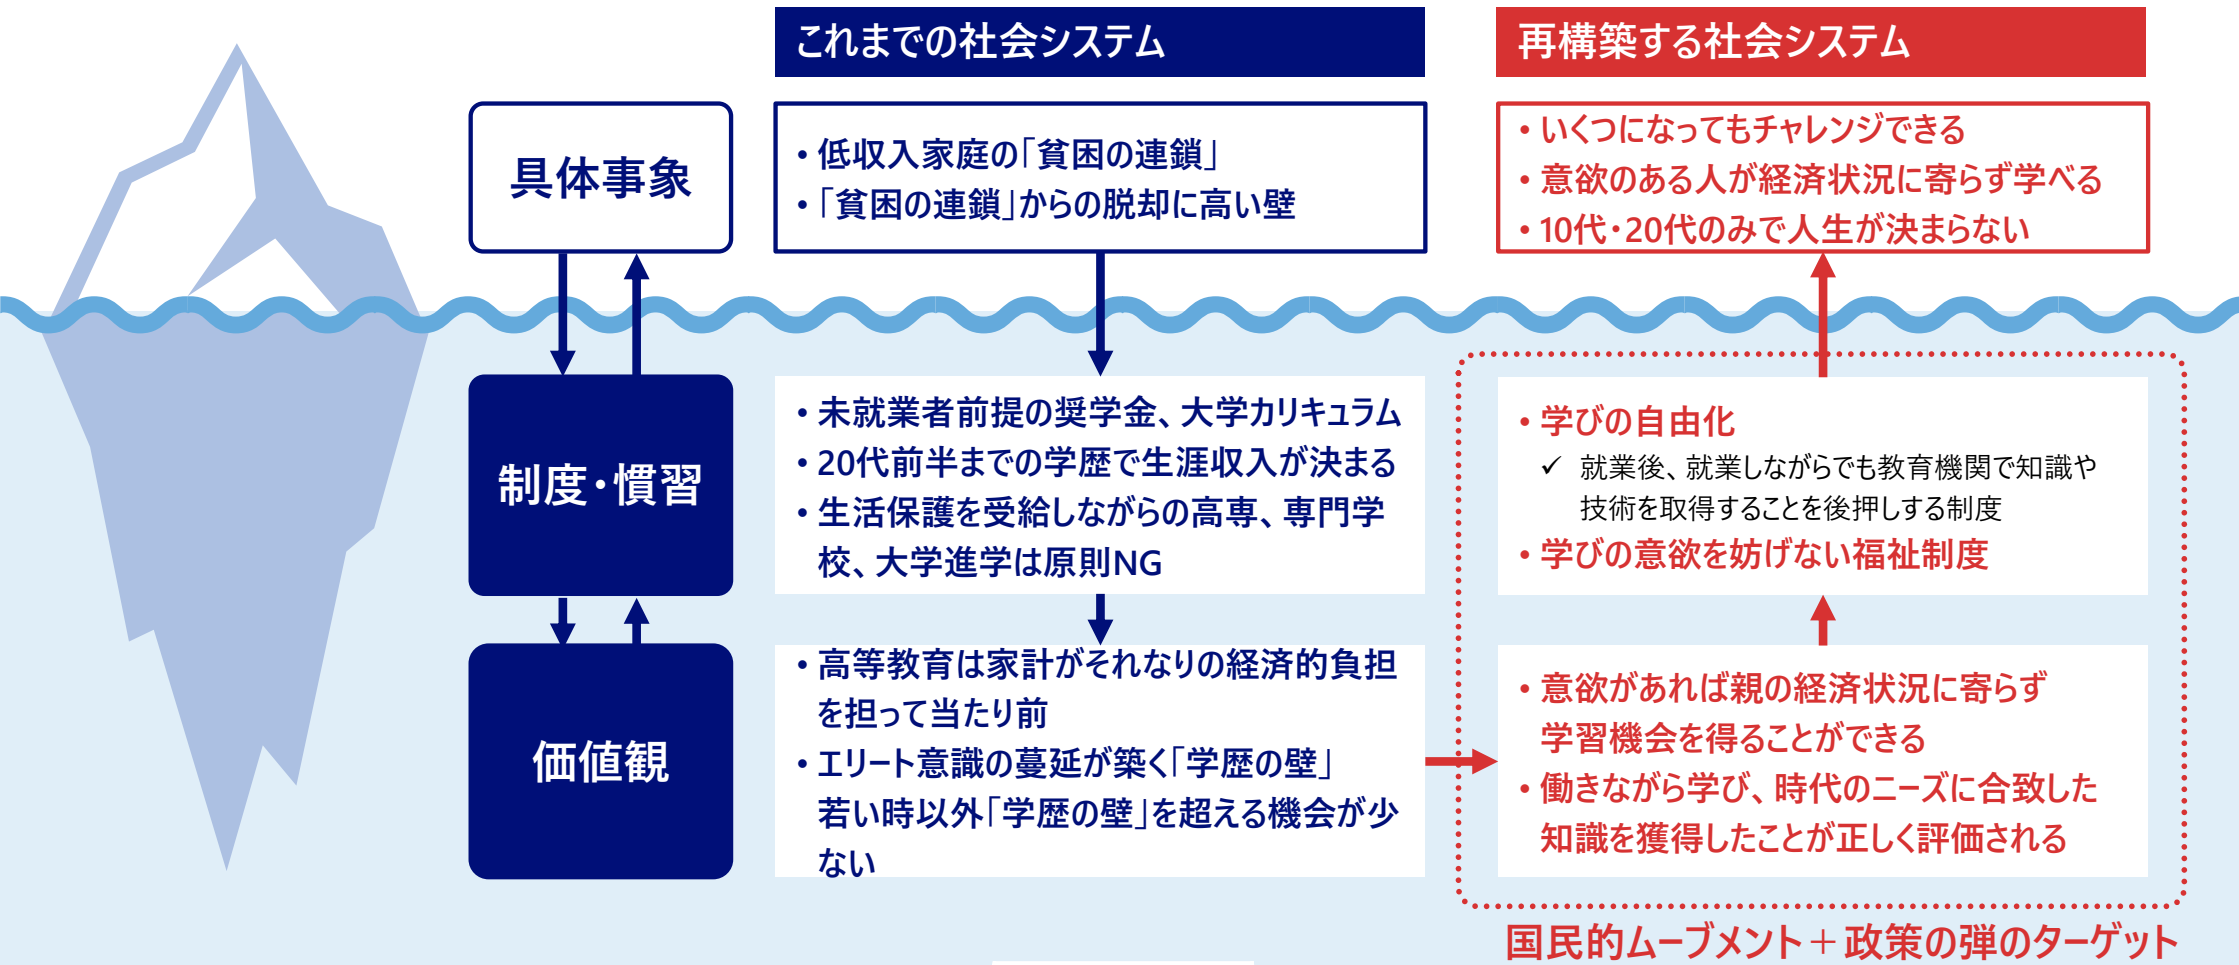 これまでの社会システム
再構築する社会システム
具体事象
・低収入家庭の「貧困の連鎖」
・「貧困の連鎖」からの脱却に高い壁
・いくつになってもチャレンジできる
・意欲のある人が経済状況に寄らず学べる
・10代・20代のみで人生が決まらない
制度・慣習
・未就業者前提の奨学金、大学カリキュラム
・20代前半までの学歴で生涯収入が決まる
・生活保護を受給しながらの高専、専門学
校、大学進学は原則NG
・学びの自由化
✓ 就業後、就業しながらでも教育機関で知識や
技術を取得することを後押しする制度
・学びの意欲を妨げない福祉制度
価値観
・高等教育は家計がそれなりの経済的負担
を担って当たり前
・エリート意識の蔓延が築く「学歴の壁」
若い時以外「学歴の壁」を超える機会が少
ない
・意欲があれば親の経済状況に寄らず
学習機会を得ることができる
・働きながら学び、時代のニーズに合致した
知識を獲得したことが正しく評価される
国民的ムーブメント＋政策の弾のターゲット